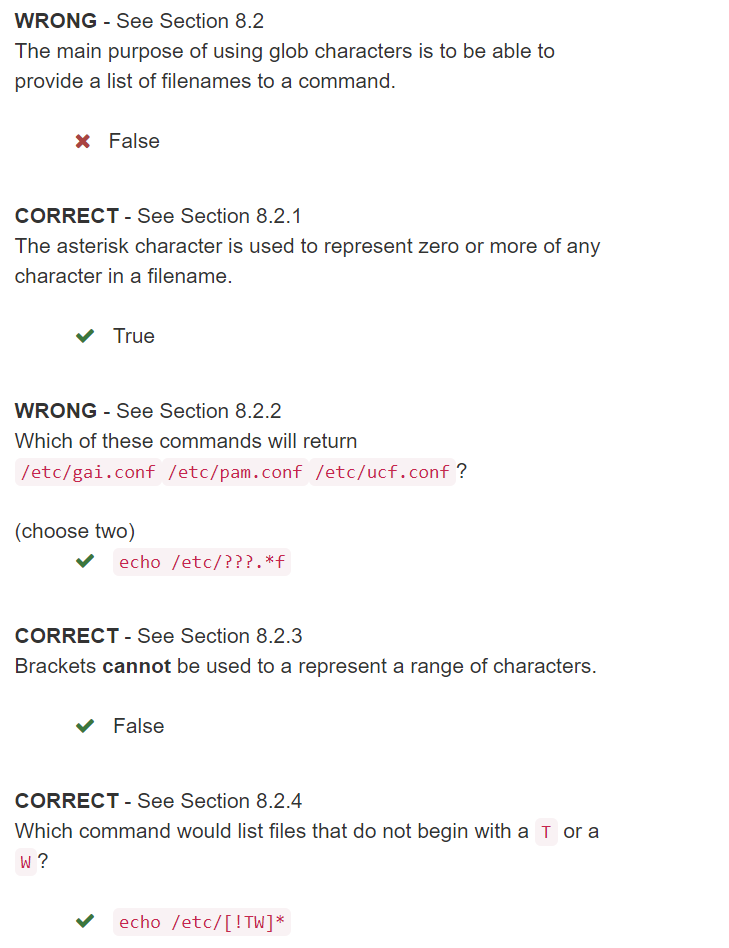 WRONG - See Section 8.2
The main purpose of using glob characters is to be able to
provide a list of filenames to a command.
False
CORRECT - See Section 8.2.1
The asterisk character is used to represent zero or more of any
character in a filename.
True
WRONG - See Section 8.2.2
Which of these commands will return
/etc/gai.conf /etc/pam.conf /etc/ucf.conf?
(choose two)
echo /etc/???.*f
CORRECT - See Section 8.2.3
Brackets cannot be used to a represent a range of characters.
False
CORRECT - See Section 8.2.4
Which command would list files that do not begin with a T or a
W?
echo /etc/[!TW]*